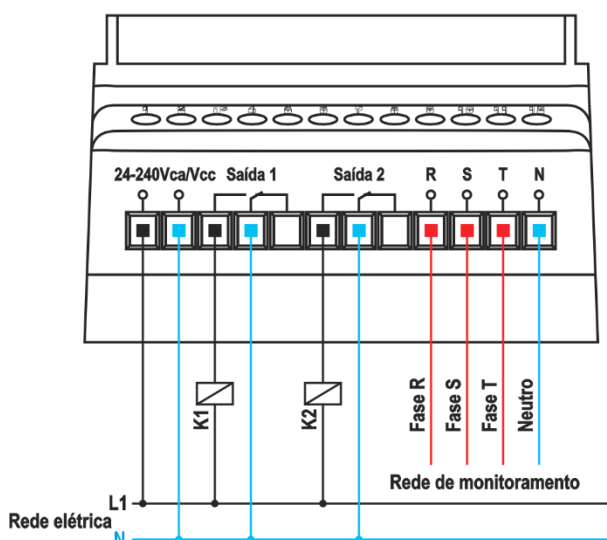 24-240Vca/Vcc Saída 1 Saída 2 R S T N
K1
K2
Fase R
Fase S
Fase T
Neutro
Rede de monitoramento
L1
Rede elétrica
N